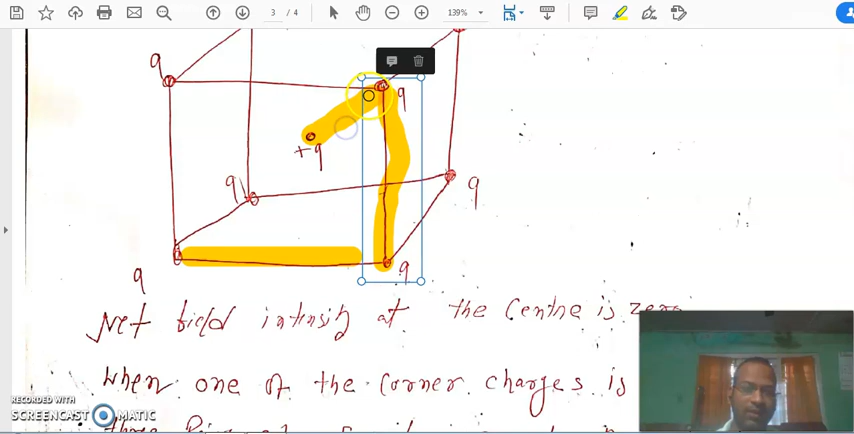 3 / 4
139%
q
q
+q
q
q
q
q
Net field intensity at the Centre is zero
When one of the corner charges is
RECORDED WITH
SCREENCAST MATIC